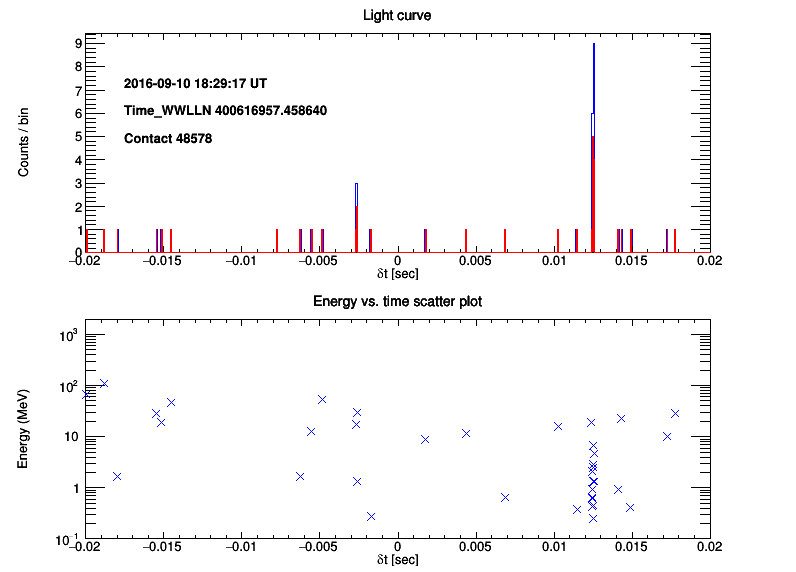 Light curve
Counts / bin
9
8
7
6
5
4
3
2
1
0
2016-09-10 18:29:17 UT
Time_WWLLN 400616957.458640
Contact 48578
−0.02 −0.015 −0.01 −0.005 0 0.005 0.01 0.015 0.02
δt [sec]
Energy vs. time scatter plot
Energy (MeV)
10³
10²
10
1
10⁻¹
−0.02 −0.015 −0.01 −0.005 0 0.005 0.01 0.015 0.02
δt [sec]